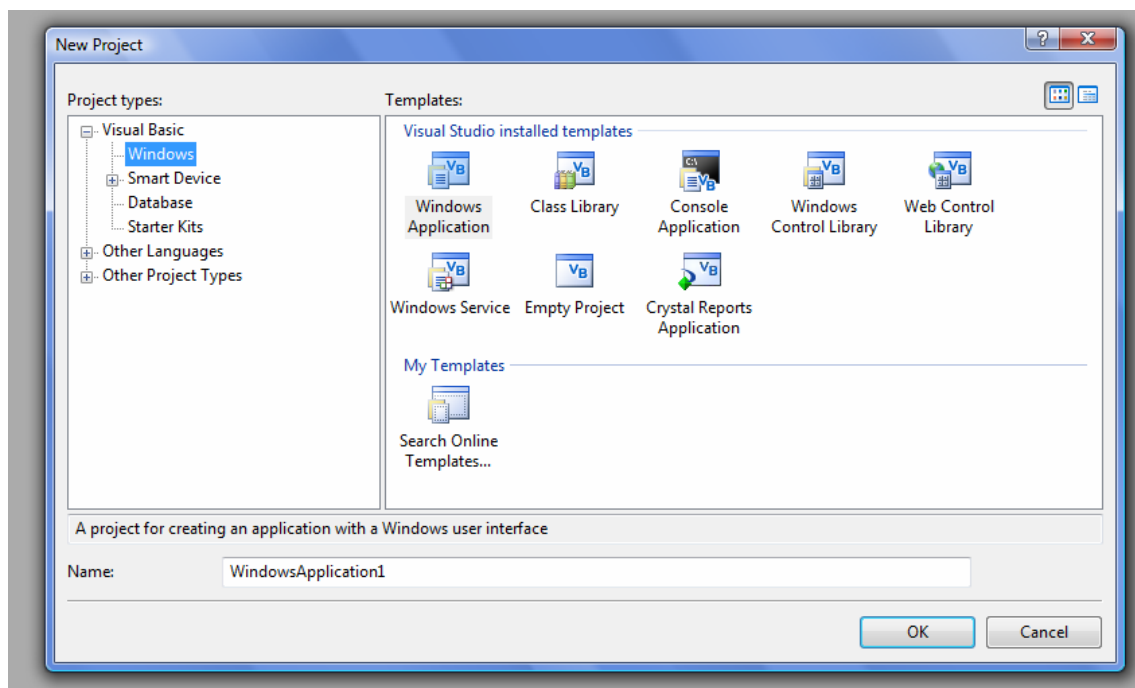 New Project
Project types:
Templates:
Visual Basic
Windows
Smart Device
Database
Starter Kits
Other Languages
Other Project Types
Visual Studio installed templates
Windows
Application
Class Library
Console
Application
Windows
Control Library
Web Control
Library
Windows Service
Empty Project
Crystal Reports
Application
My Templates
Search Online
Templates...
A project for creating an application with a Windows user interface
Name:
WindowsApplication1
OK
Cancel